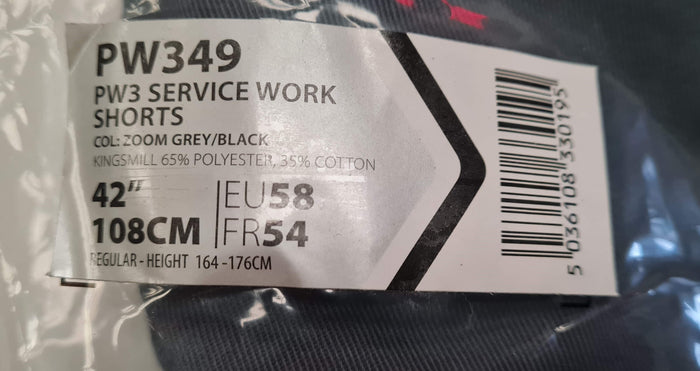 PW349
PW3 SERVICE WORK
SHORTS
COL: ZOOM GREY/BLACK
KINGSMILL 65% POLYESTER, 35% COTTON
42" EU58
108CM FR54
REGULAR - HEIGHT 164 -176CM
5 036108 330195